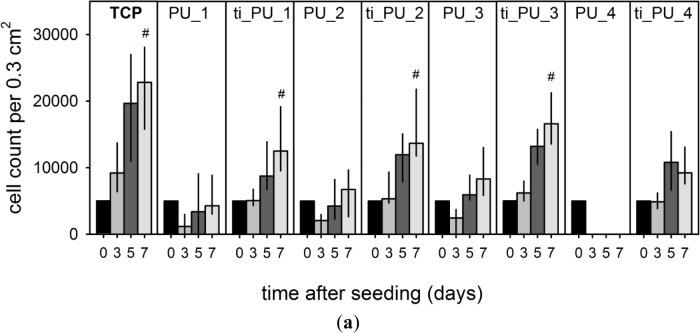 TCP PU_1 ti_PU_1 PU_2 ti_PU_2 PU_3 ti_PU_3 PU_4 ti_PU_4
30000
20000
10000
0
cell count per 0.3 cm²
# # # #
0 3 5 7 0 3 5 7 0 3 5 7 0 3 5 7 0 3 5 7 0 3 5 7 0 3 5 7 0 3 5 7 0 3 5 7
time after seeding (days)
(a)